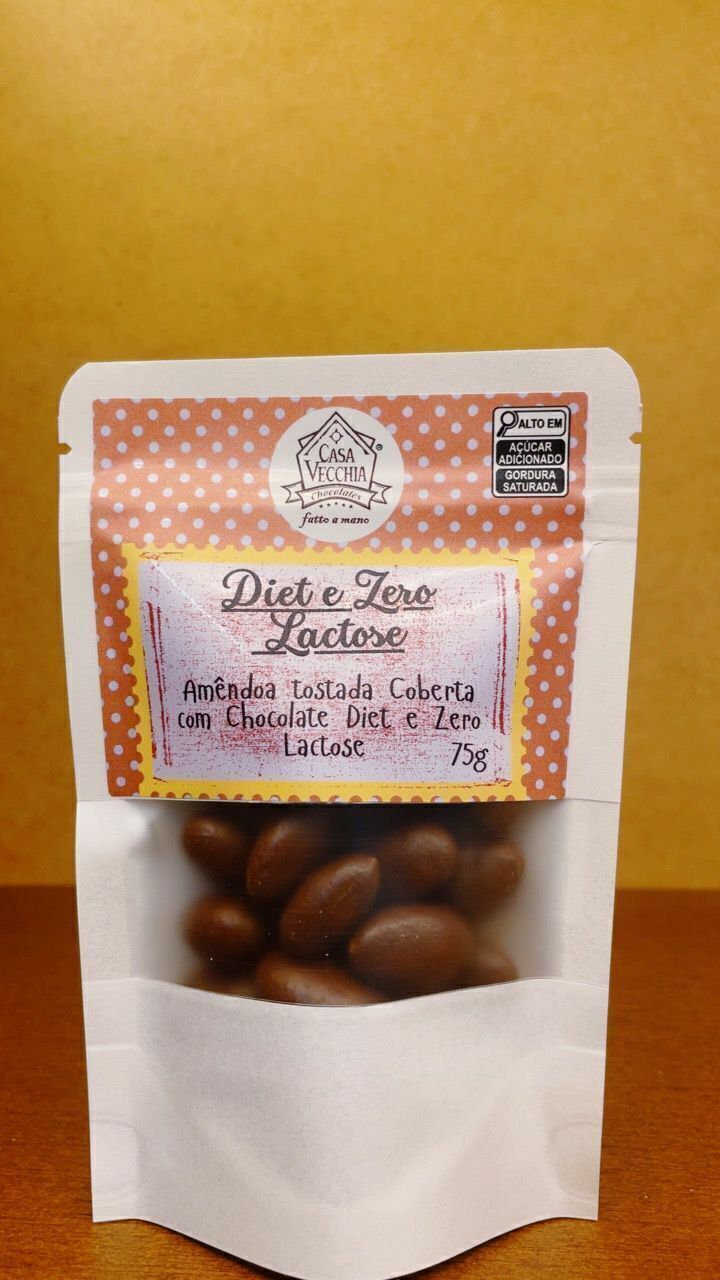 CASA
VECCHIA
®
Chocolates
fatto a mano
ALTO EM
AÇÚCAR
ADICIONADO
GORDURA
SATURADA
Diet e Zero
Lactose
Amêndoa tostada Coberta
com Chocolate Diet e Zero
Lactose
75g